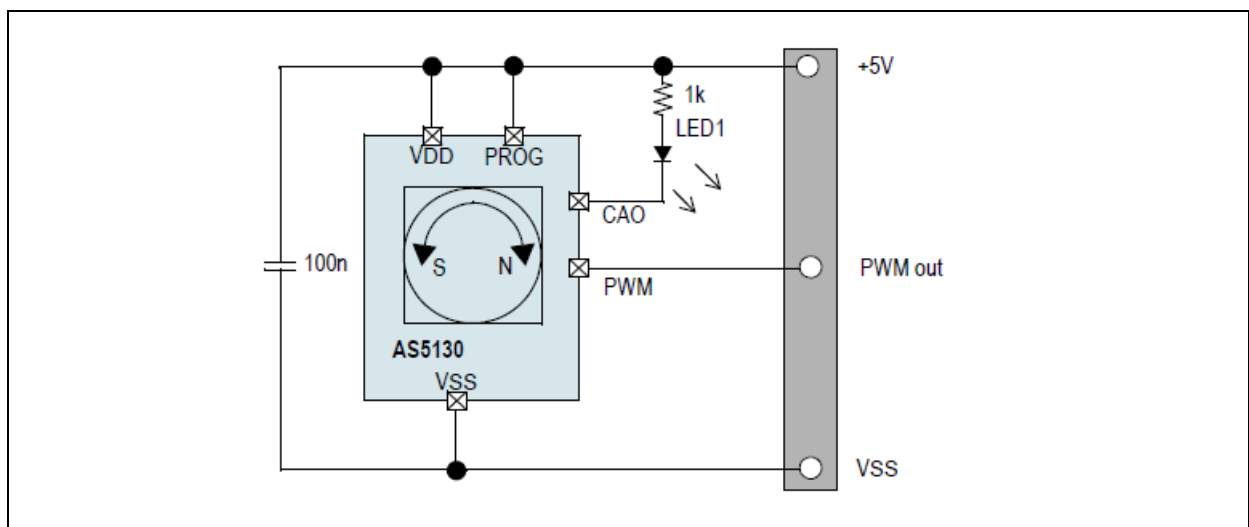 +5V
1k
LED1
VDD
PROG
CAO
100n
S
N
PWM out
PWM
AS5130
VSS
VSS